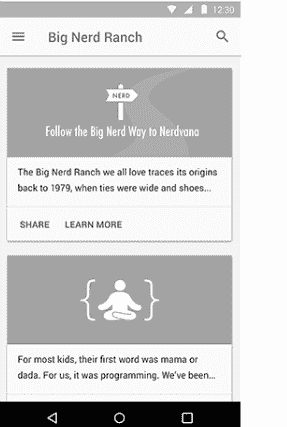 12:30
Big Nerd Ranch
NERD
Follow the Big Nerd Way to Nerdvana
The Big Nerd Ranch we all love traces its origins
back to 1979, when ties were wide and shoes...
SHARE LEARN MORE
For most kids, their first word was mama or
dada. For us, it was programming. We've been...